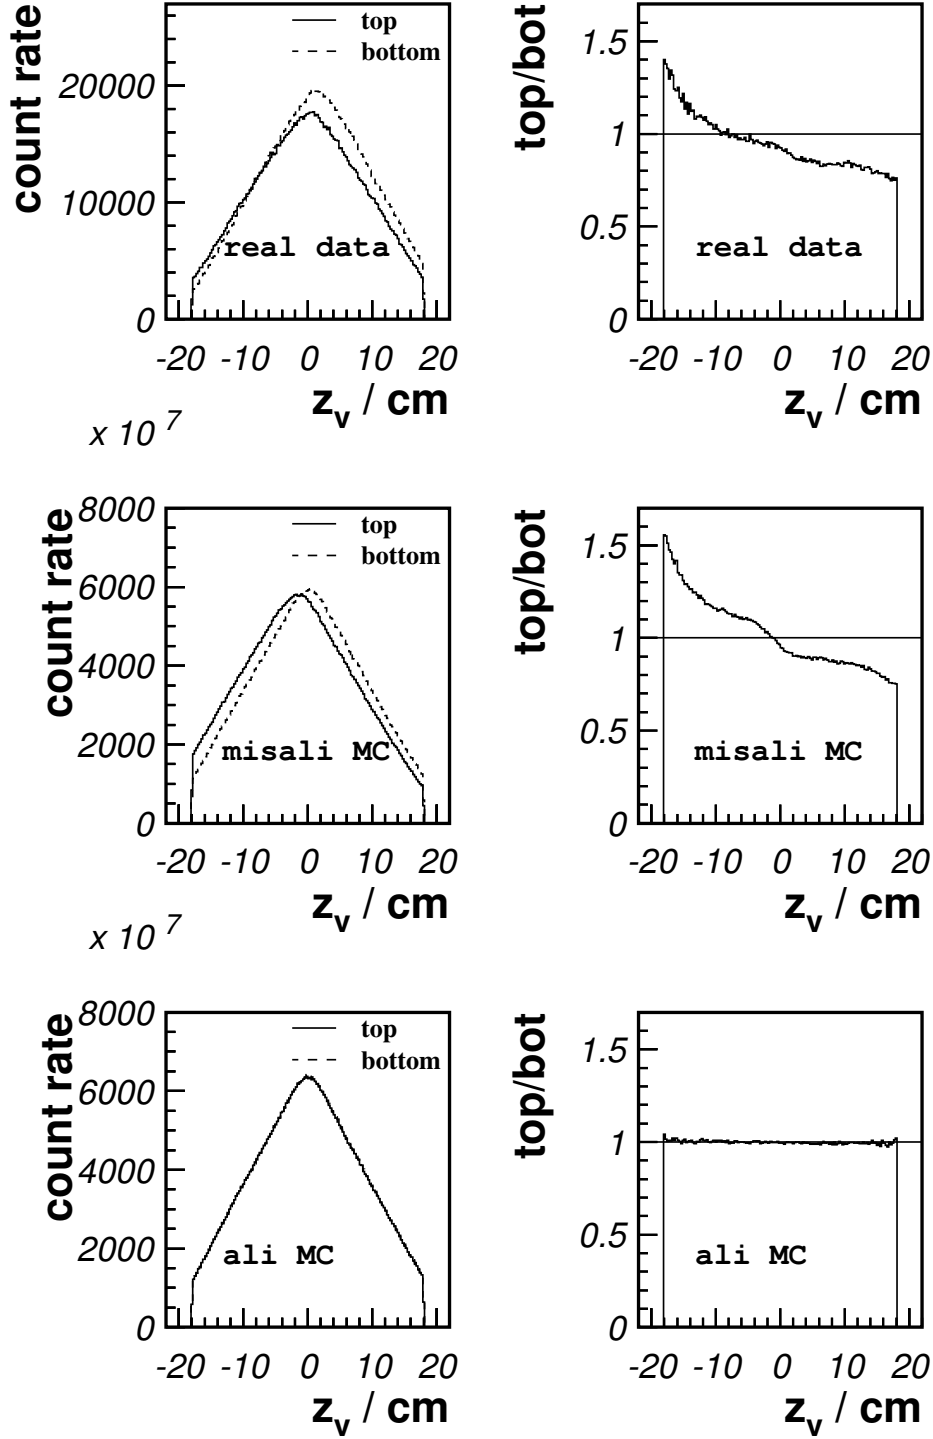 count rate
20000
10000
0
top
bottom
real data
-20 -10 0 10 20
z_v / cm
top/bot
1.5
1
0.5
0
real data
-20 -10 0 10 20
z_v / cm
x 10^7
count rate
8000
6000
4000
2000
0
top
bottom
misali MC
-20 -10 0 10 20
z_v / cm
top/bot
1.5
1
0.5
0
misali MC
-20 -10 0 10 20
z_v / cm
x 10^7
count rate
8000
6000
4000
2000
0
top
bottom
ali MC
-20 -10 0 10 20
z_v / cm
top/bot
1.5
1
0.5
0
ali MC
-20 -10 0 10 20
z_v / cm